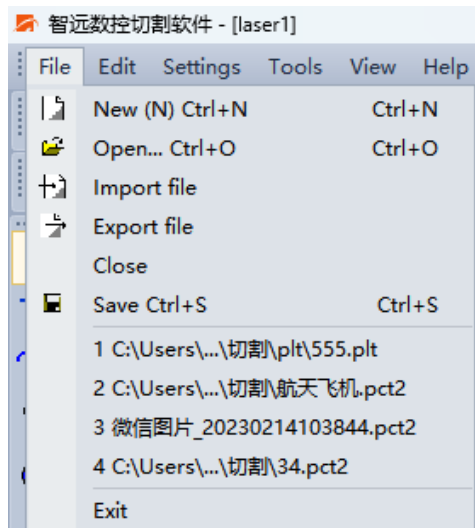 智远数控切割软件 - [laser1]
File Edit Settings Tools View Help
New (N) Ctrl+N Ctrl+N
Open... Ctrl+O Ctrl+O
Import file
Export file
Close
Save Ctrl+S Ctrl+S
1 C:\Users\...\切割\plt\555.plt
2 C:\Users\...\切割\航天飞机.pct2
3 微信图片_20230214103844.pct2
4 C:\Users\...\切割\34.pct2
Exit